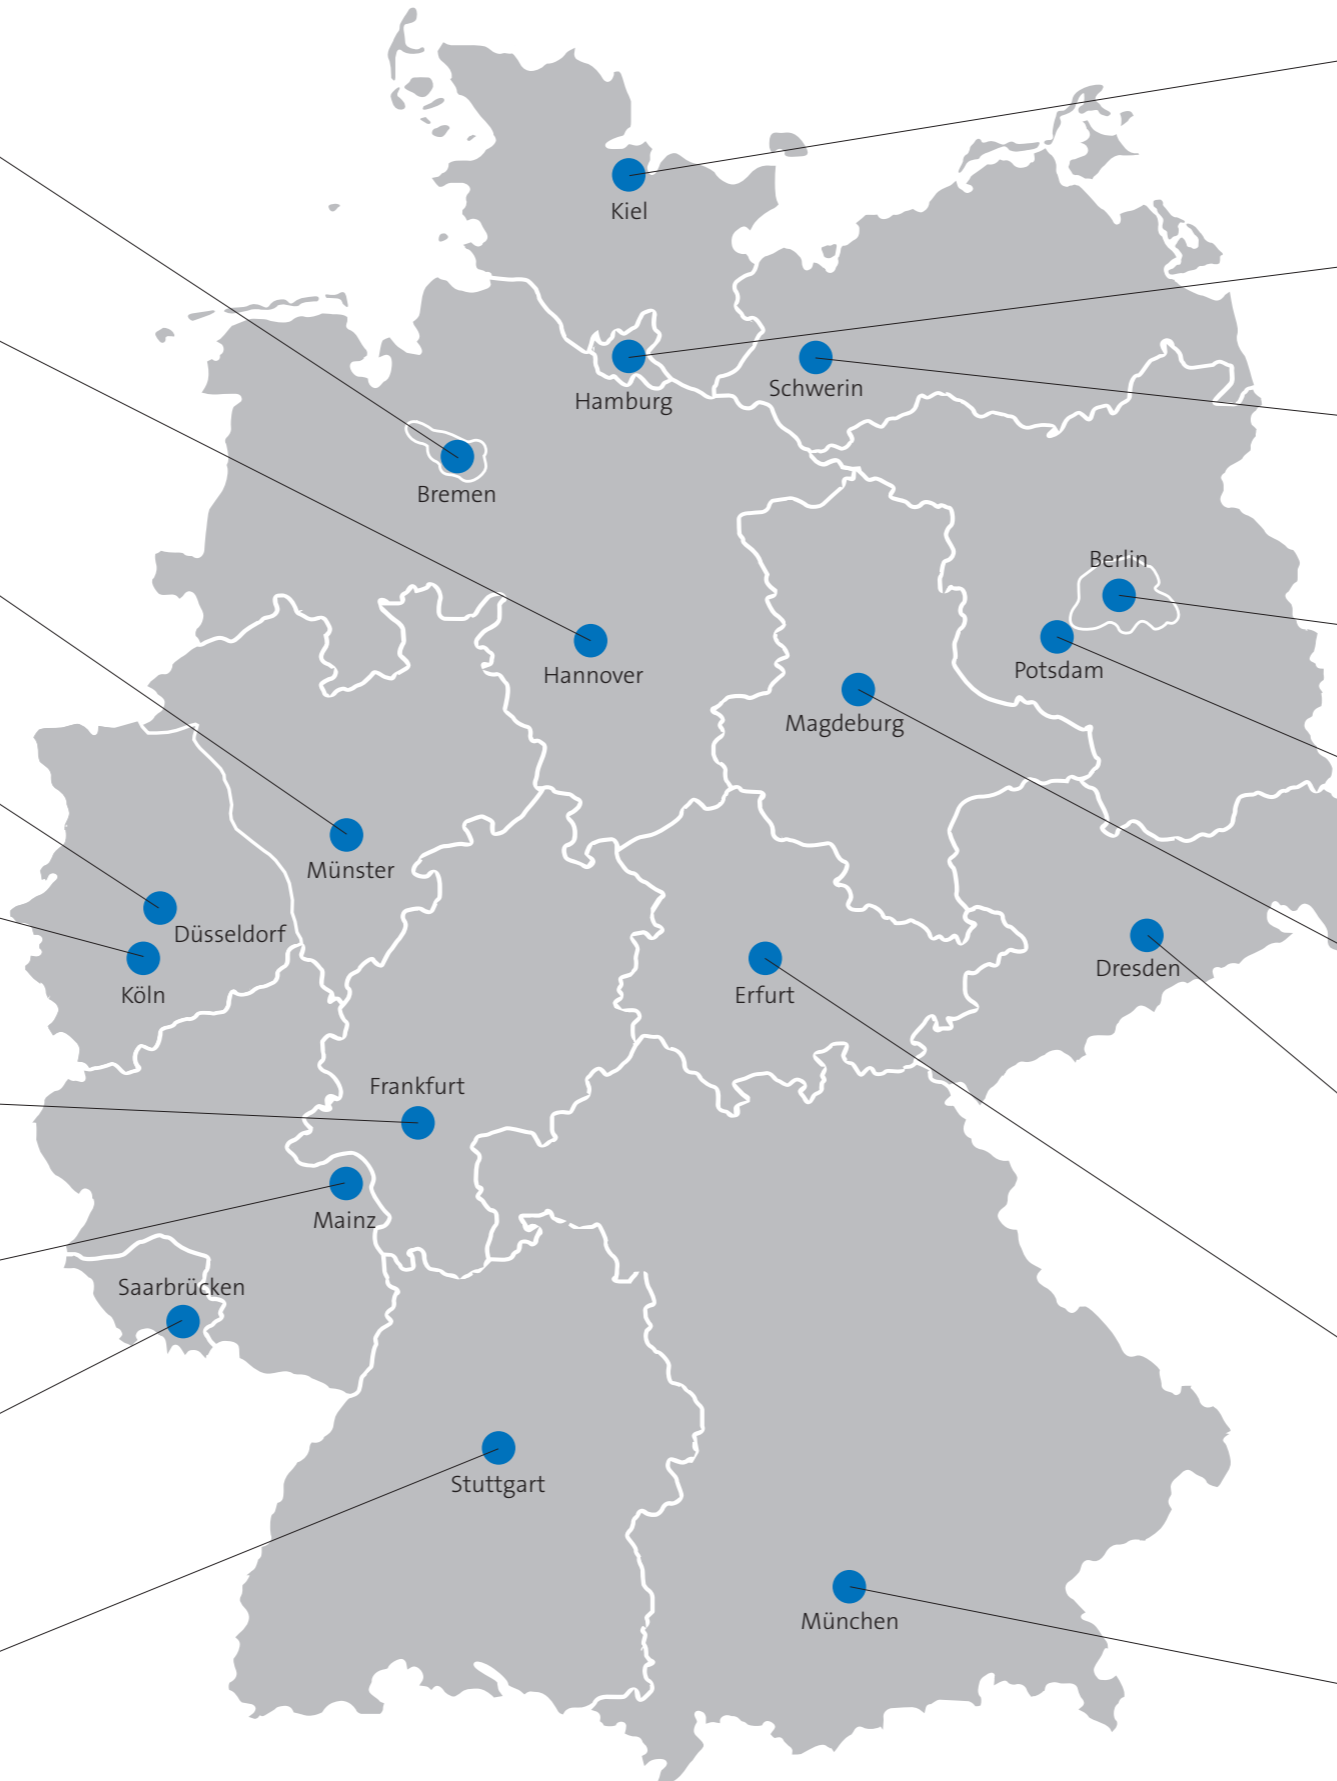 Kiel
Schwerin
Hamburg
Bremen
Berlin
Potsdam
Hannover
Magdeburg
Münster
Düsseldorf
Dresden
Köln
Erfurt
Frankfurt
Mainz
Saarbrücken
Stuttgart
München